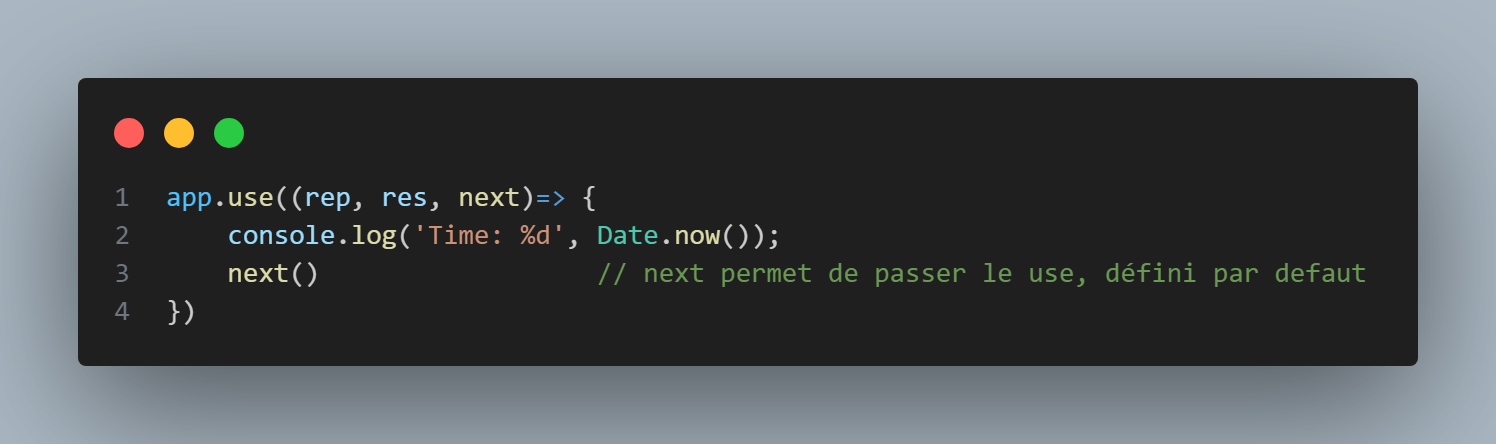 1 app.use((rep, res, next)=> {
2 console.log('Time: %d', Date.now());
3 next() // next permet de passer le use, défini par defaut
4 })